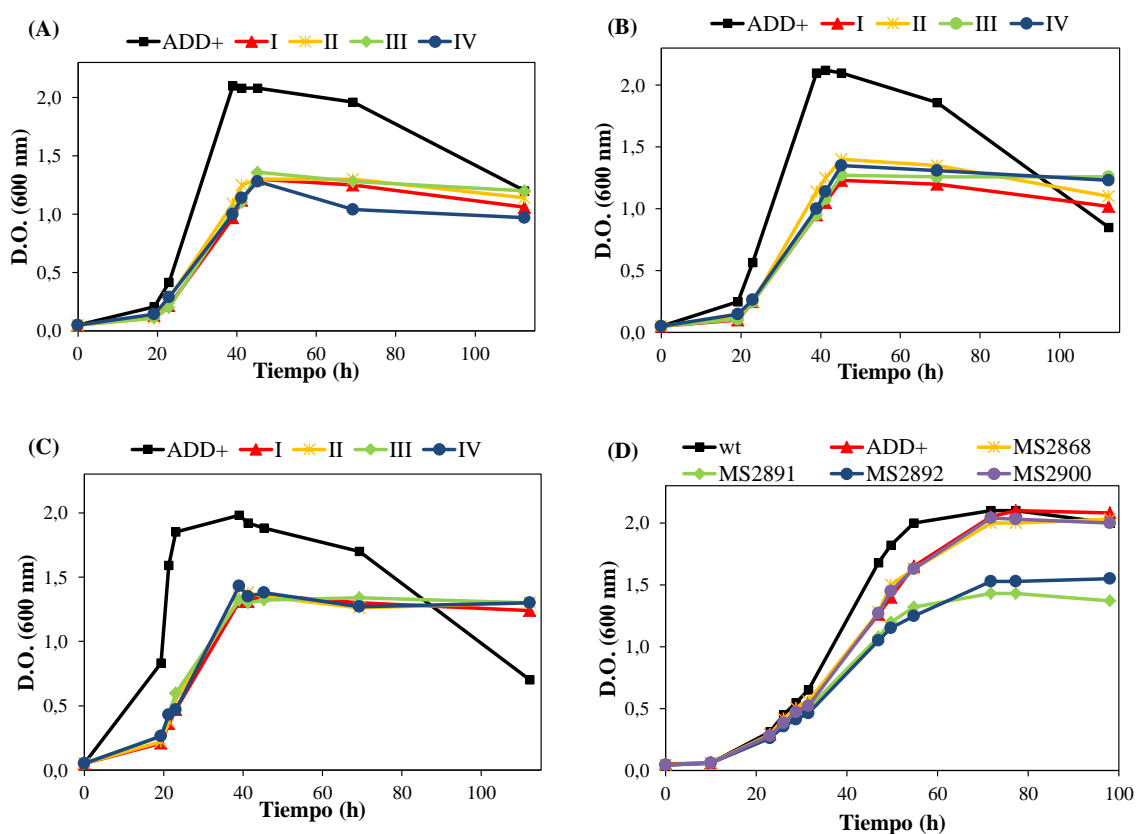 (A)
ADD+ I II III IV
D.O. (600 nm)
2,0
1,5
1,0
0,5
0,0
0 20 40 60 80 100
Tiempo (h)
(B)
ADD+ I II III IV
D.O. (600 nm)
2,0
1,5
1,0
0,5
0,0
0 20 40 60 80 100
Tiempo (h)
(C)
ADD+ I II III IV
D.O. (600 nm)
2,0
1,5
1,0
0,5
0,0
0 20 40 60 80 100
Tiempo (h)
(D)
wt ADD+ MS2868
MS2891 MS2892 MS2900
D.O. (600 nm)
2,0
1,5
1,0
0,5
0,0
0 20 40 60 80 100
Tiempo (h)